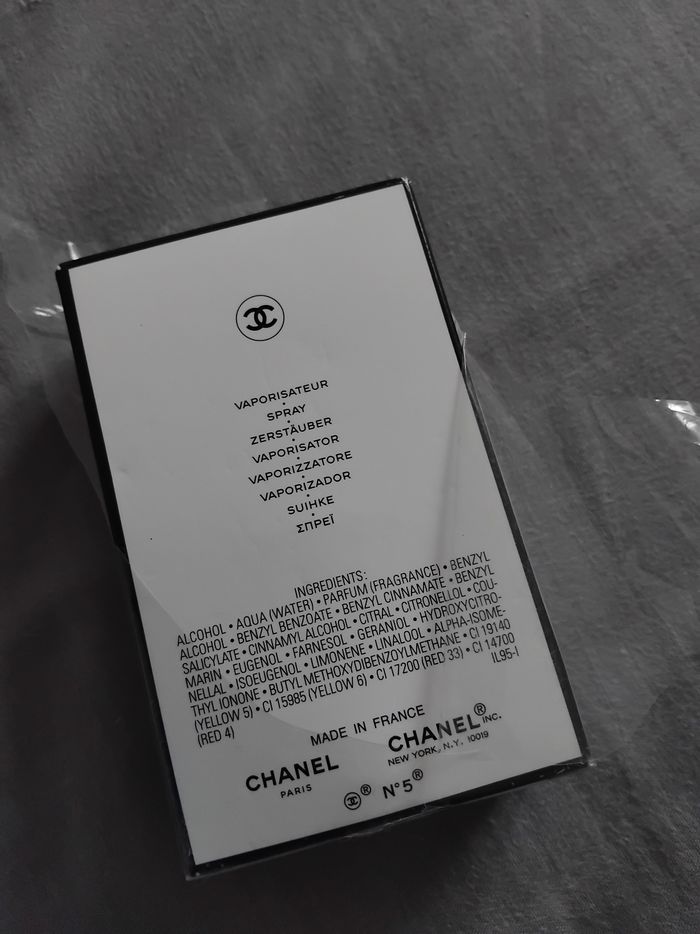 VAPORISATEUR
•
SPRAY
•
ZERSTÄUBER
•
VAPORISATOR
•
VAPORIZZATORE
•
VAPORIZADOR
•
SUIHKE
•
ΣΠΡΕΪ
INGREDIENTS:
ALCOHOL • AQUA (WATER) • PARFUM (FRAGRANCE) • BENZYL
ALCOHOL • BENZYL BENZOATE • BENZYL CINNAMATE • BENZYL
SALICYLATE • CINNAMYL ALCOHOL • CITRAL • CITRONELLOL • COU-
MARIN • EUGENOL • FARNESOL • GERANIOL • HYDROXYCITRO-
NELLAL • ISOEUGENOL • LIMONENE • LINALOOL • ALPHA-ISOME-
THYL IONONE • BUTYL METHOXYDIBENZOYLMETHANE • CI 19140
(YELLOW 5) • CI 15985 (YELLOW 6) • CI 17200 (RED 33) • CI 14700
(RED 4) IL95-I
MADE IN FRANCE
CHANEL
PARIS
CHANEL® INC.
NEW YORK, N.Y. 10019
® N°5®